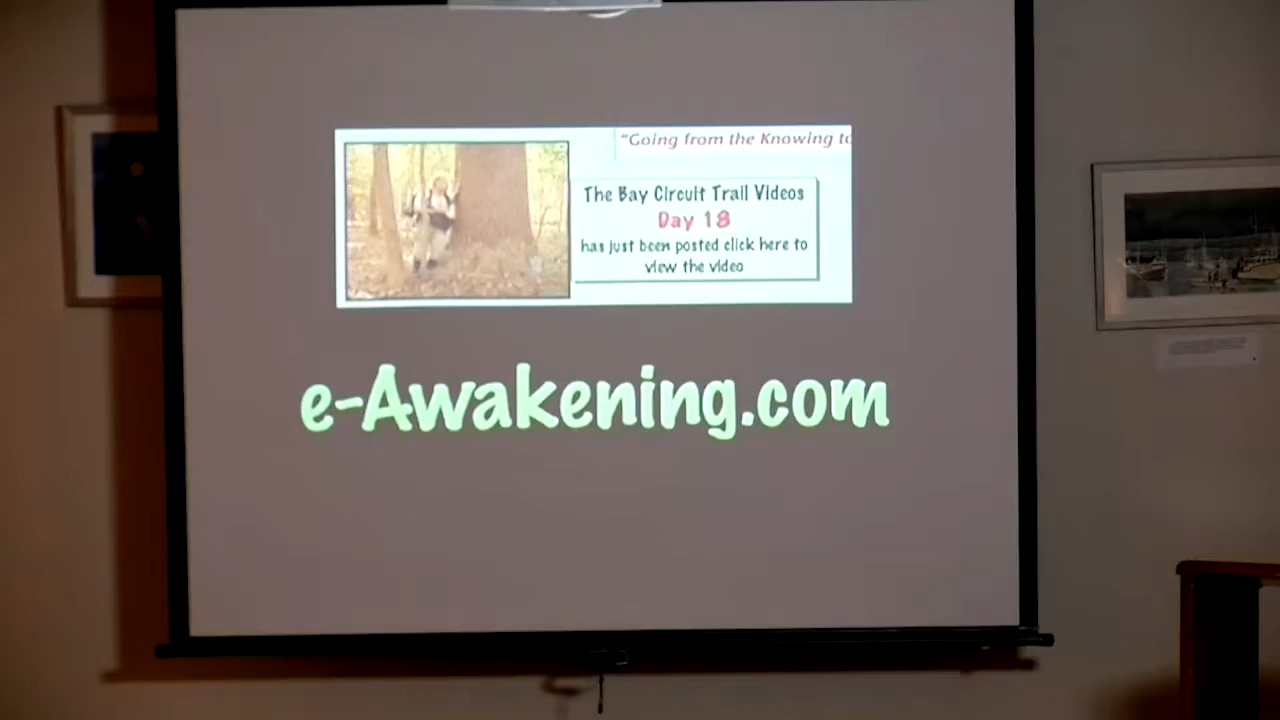 "Going from the Knowing to
The Bay Circuit Trail Videos
Day 18
has just been posted click here to
view the video
e-Awakening.com